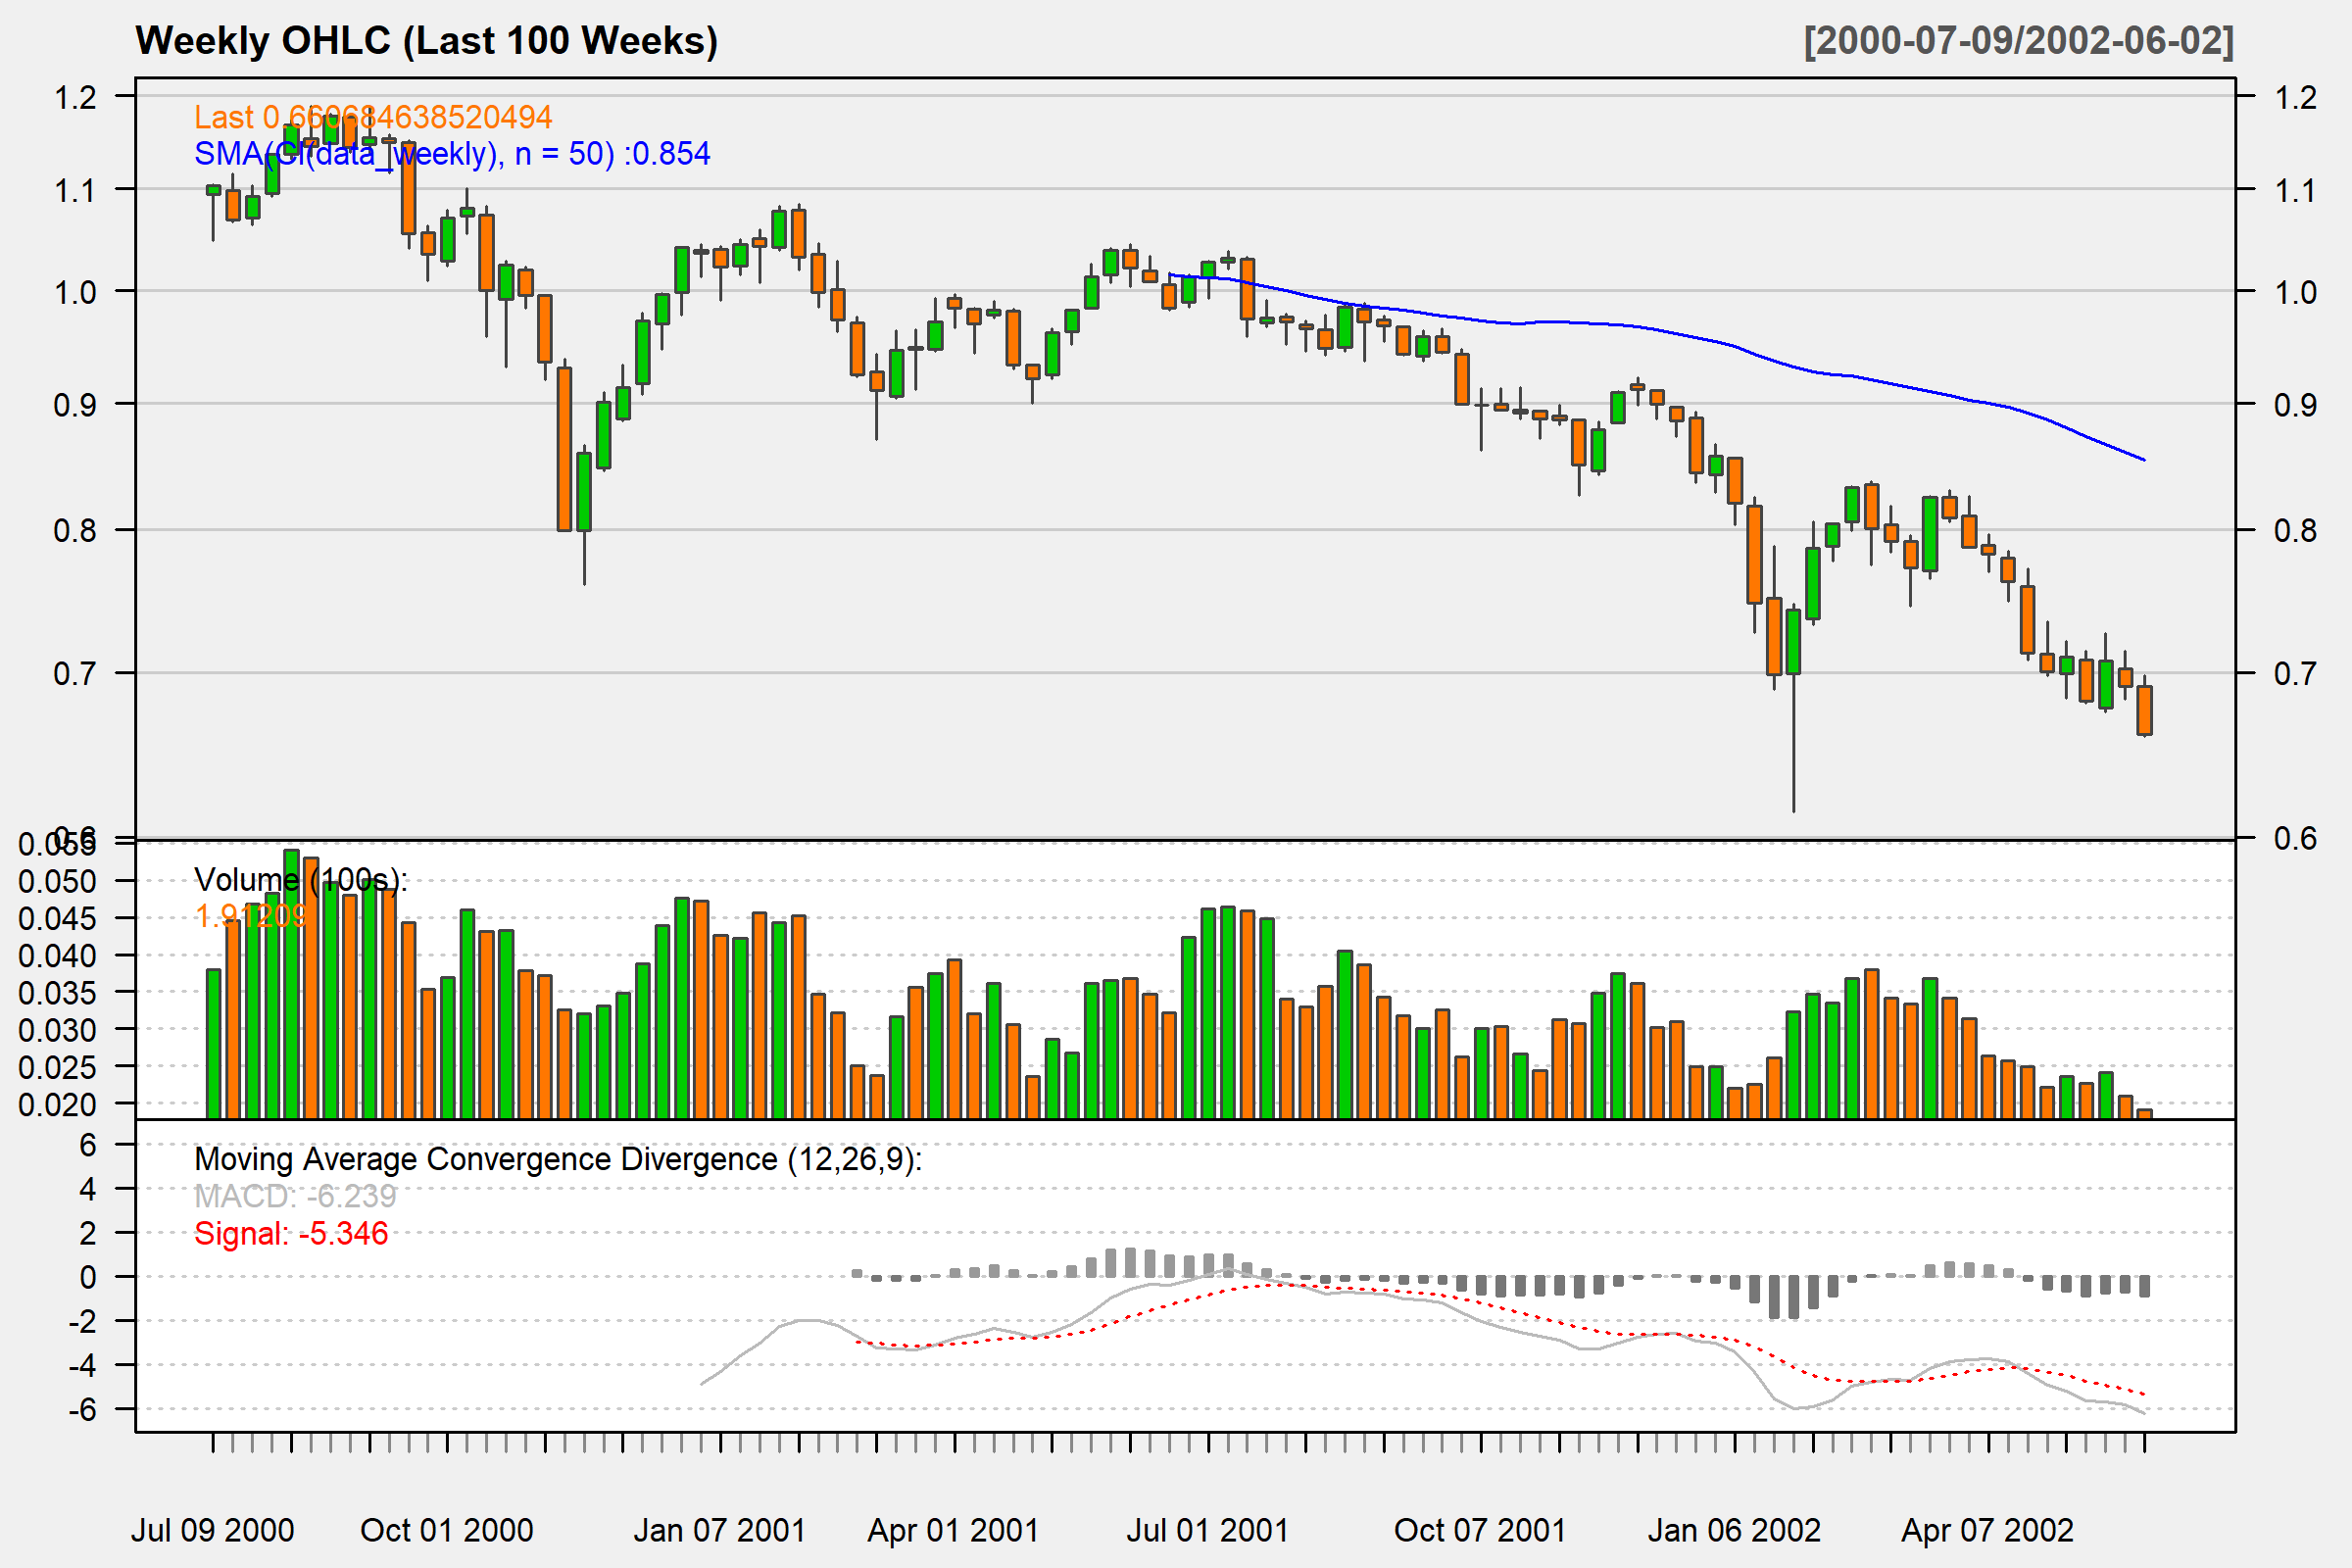 Weekly OHLC (Last 100 Weeks) [2000-07-09/2002-06-02]
Last 0.660684638520494
SMA(Cl(data_weekly), n = 50) :0.854
1.2 1.2
1.1 1.1
1.0 1.0
0.9 0.9
0.8 0.8
0.7 0.7
0.6 0.6
0.055
Volume (100s):
0.050
1.91209
0.045
0.040
0.035
0.030
0.025
0.020
Moving Average Convergence Divergence (12,26,9):
MACD: -6.239
Signal: -5.346
6
4
2
0
-2
-4
-6
Jul 09 2000 Oct 01 2000 Jan 07 2001 Apr 01 2001 Jul 01 2001 Oct 07 2001 Jan 06 2002 Apr 07 2002